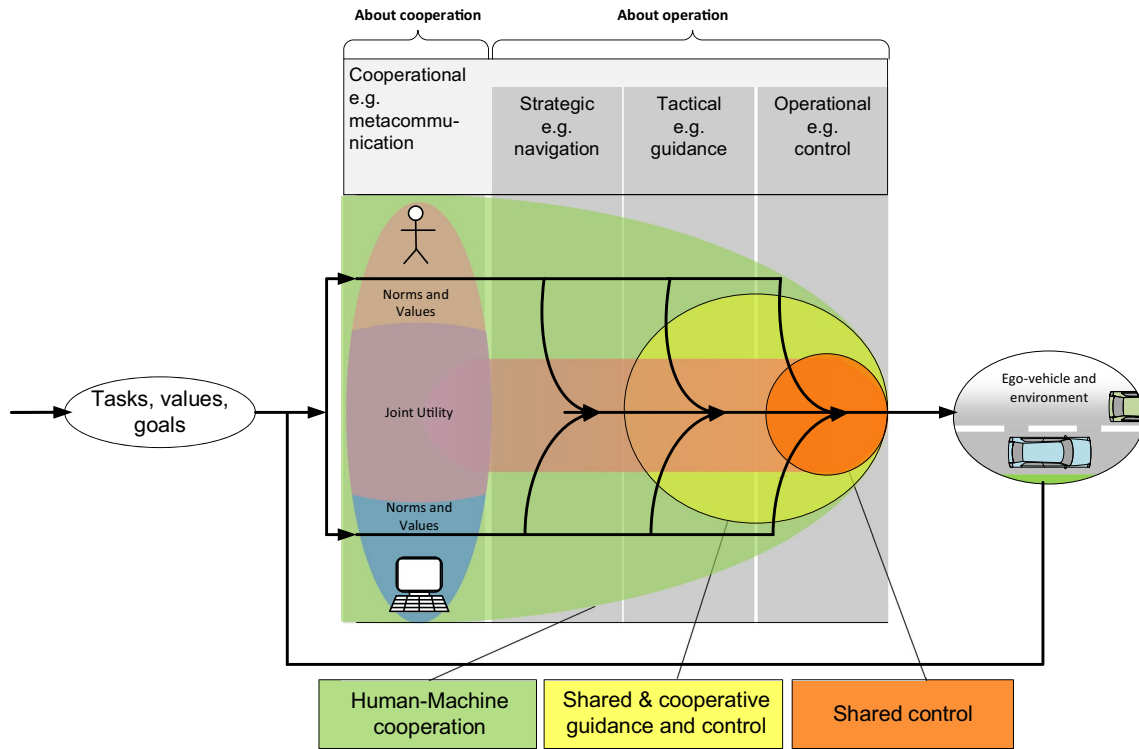 About cooperation
About operation
Cooperational
e.g.
metacommu-
nication
Strategic
e.g.
navigation
Tactical
e.g.
guidance
Operational
e.g.
control
Norms and
Values
Tasks, values,
goals
Joint Utility
Ego-vehicle and
environment
Norms and
Values
Human-Machine
cooperation
Shared & cooperative
guidance and control
Shared control